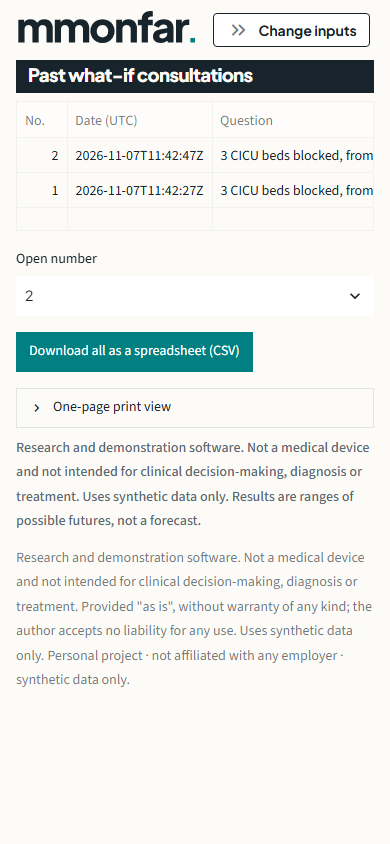 mmonfar.
Change inputs
Past what-if consultations
No. Date (UTC) Question
2 2026-11-07T11:42:47Z 3 CICU beds blocked, from
1 2026-11-07T11:42:27Z 3 CICU beds blocked, from
Open number
2
Download all as a spreadsheet (CSV)
One-page print view
Research and demonstration software. Not a medical device
and not intended for clinical decision-making, diagnosis or
treatment. Uses synthetic data only. Results are ranges of
possible futures, not a forecast.
Research and demonstration software. Not a medical device
and not intended for clinical decision-making, diagnosis or
treatment. Provided "as is", without warranty of any kind; the
author accepts no liability for any use. Uses synthetic data
only. Personal project · not affiliated with any employer ·
synthetic data only.